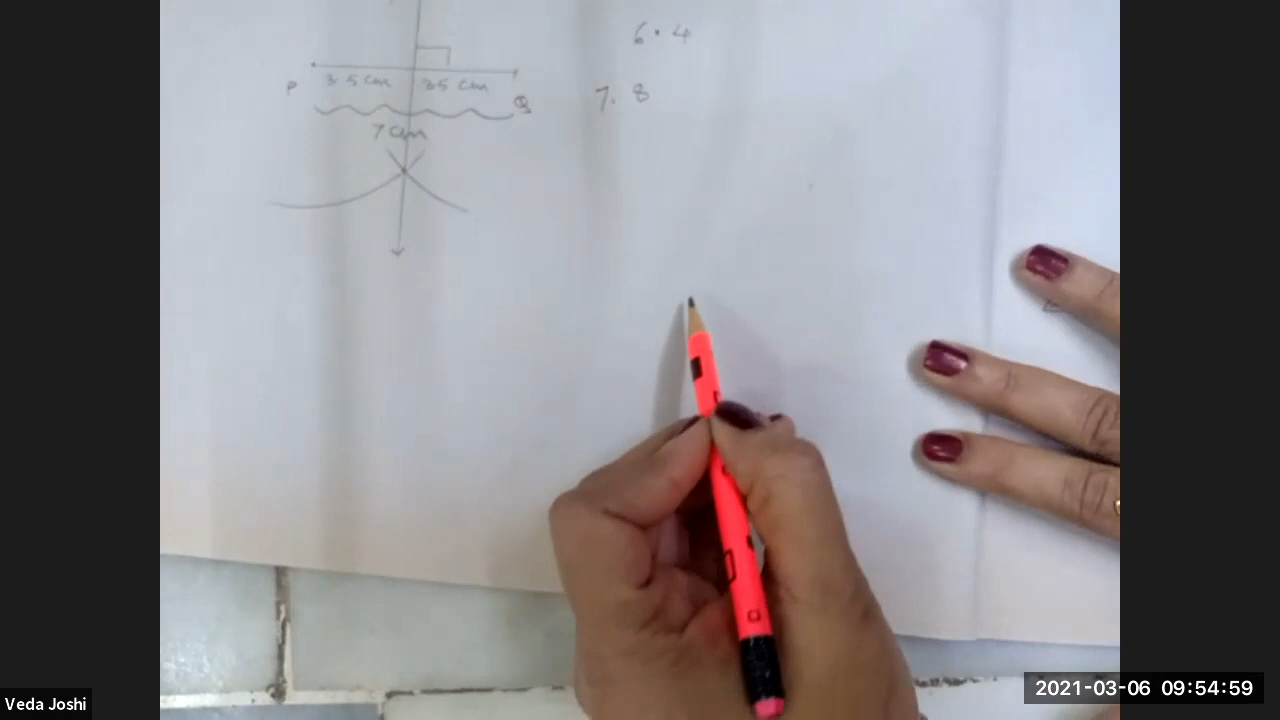 6.4
3.5 cm 3.5 cm
P Q
7. 8
7 cm
Veda Joshi
2021-03-06 09:54:59